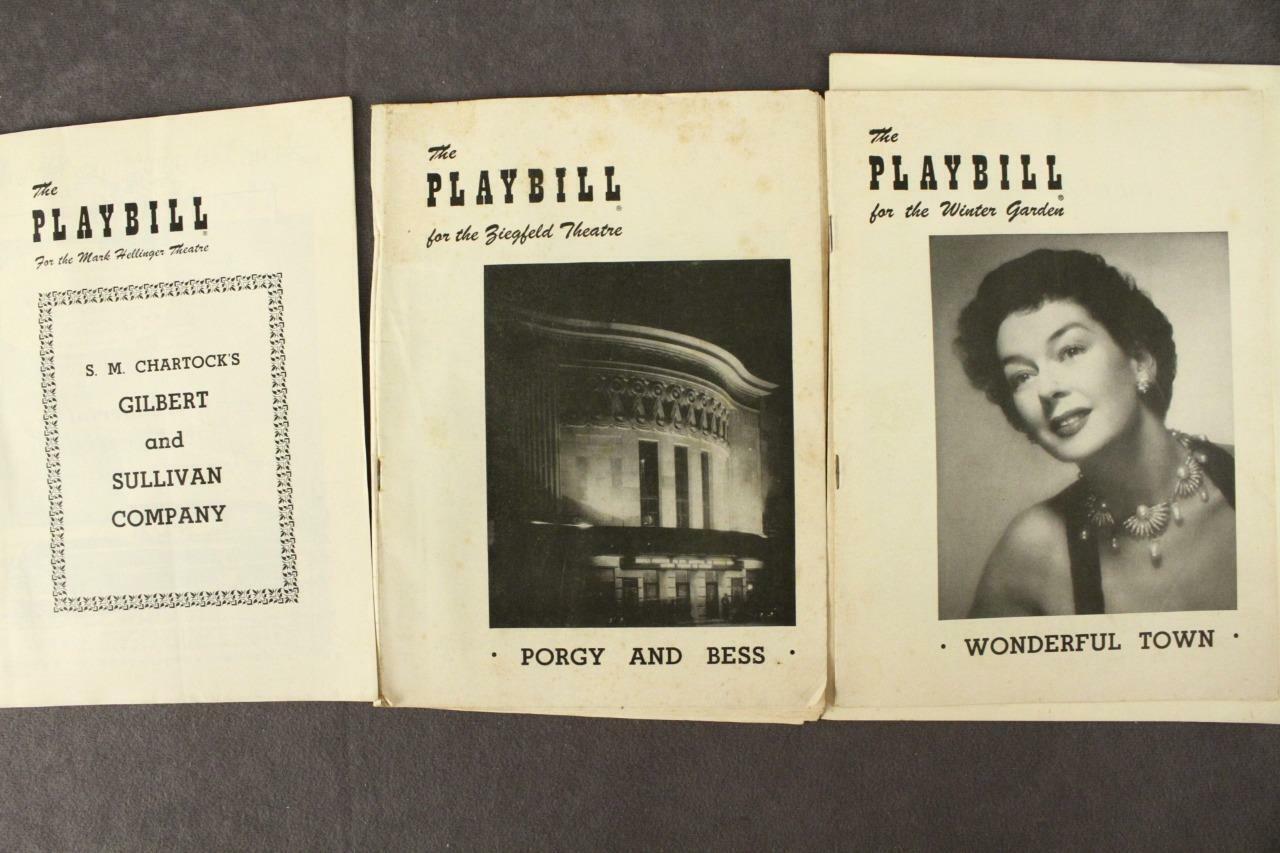 The
PLAYBILL®
For the Mark Hellinger Theatre
S. M. CHARTOCK'S
GILBERT
and
SULLIVAN
COMPANY
The
PLAYBILL®
for the Ziegfeld Theatre
· PORGY AND BESS ·
The
PLAYBILL®
for the Winter Garden
· WONDERFUL TOWN ·